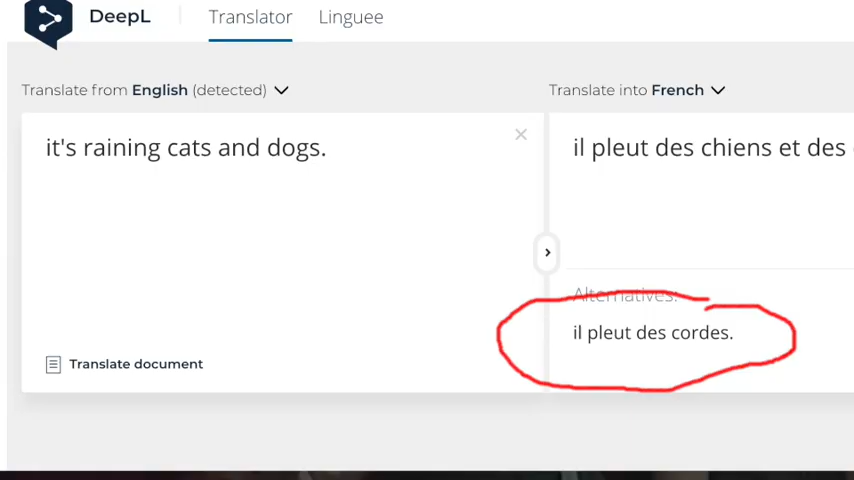 DeepL
Translator
Linguee
Translate from English (detected)
Translate into French
it's raining cats and dogs.
il pleut des chiens et des
Alternatives:
il pleut des cordes.
Translate document